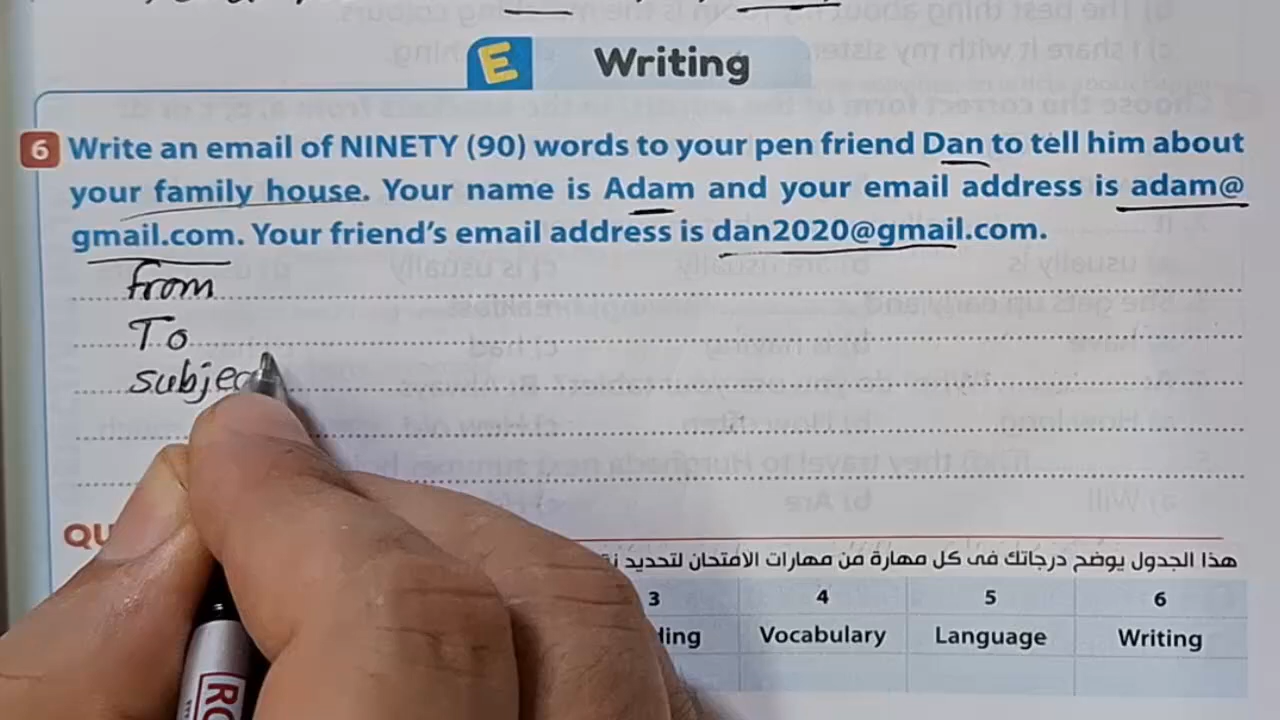 E Writing
6 Write an email of NINETY (90) words to your pen friend Dan to tell him about
your family house. Your name is Adam and your email address is adam@
gmail.com. Your friend's email address is dan2020@gmail.com.
from
To
subjec
QU
هذا الجدول يوضح درجاتك فى كل مهارة من مهارات الامتحان لتحديد
3 4 5 6
ding Vocabulary Language Writing